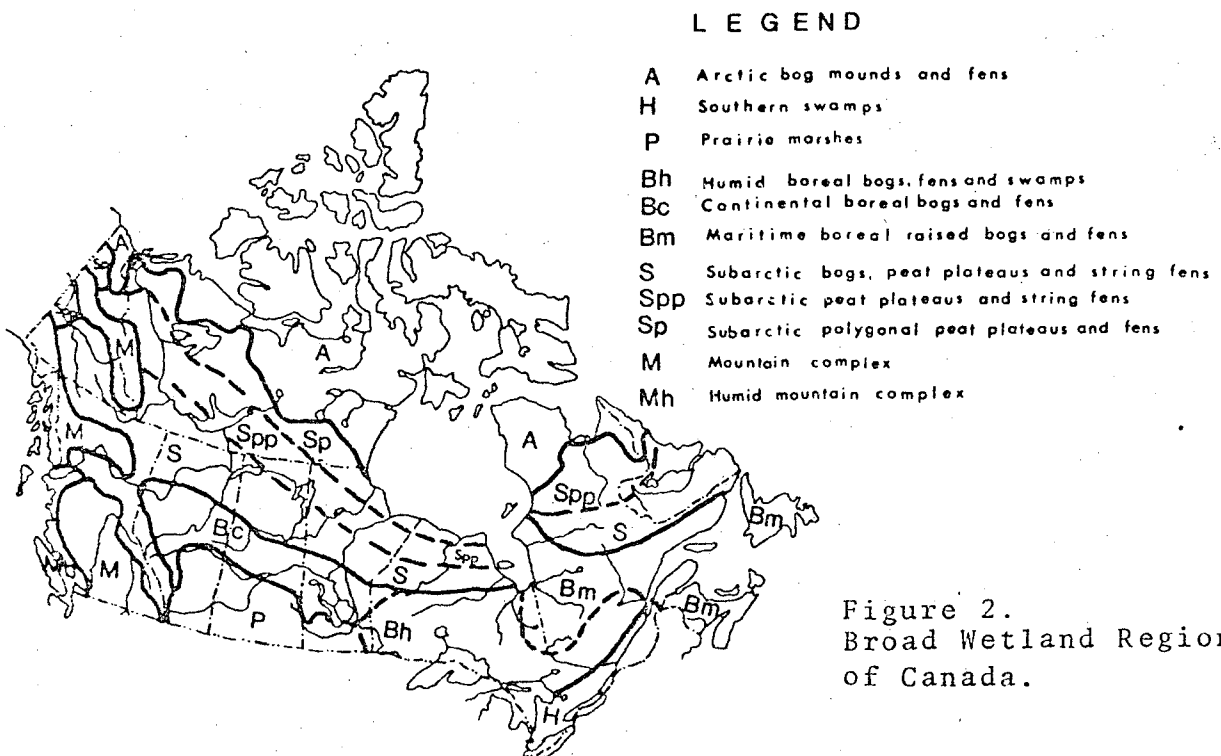 LEGEND
A Arctic bog mounds and fens
H Southern swamps
P Prairie marshes
Bh Humid boreal bogs, fens and swamps
Bc Continental boreal bogs and fens
Bm Maritime boreal raised bogs and fens
S Subarctic bogs, peat plateaus and string fens
Spp Subarctic peat plateaus and string fens
Sp Subarctic polygonal peat plateaus and fens
M Mountain complex
Mh Humid mountain complex
A
M
A
A
M
S
Spp
Sp
Spp
S
Bm
Bc
S
Spp
M
P
Bh
Bm
Bm
H
Figure 2.
Broad Wetland Region
of Canada.